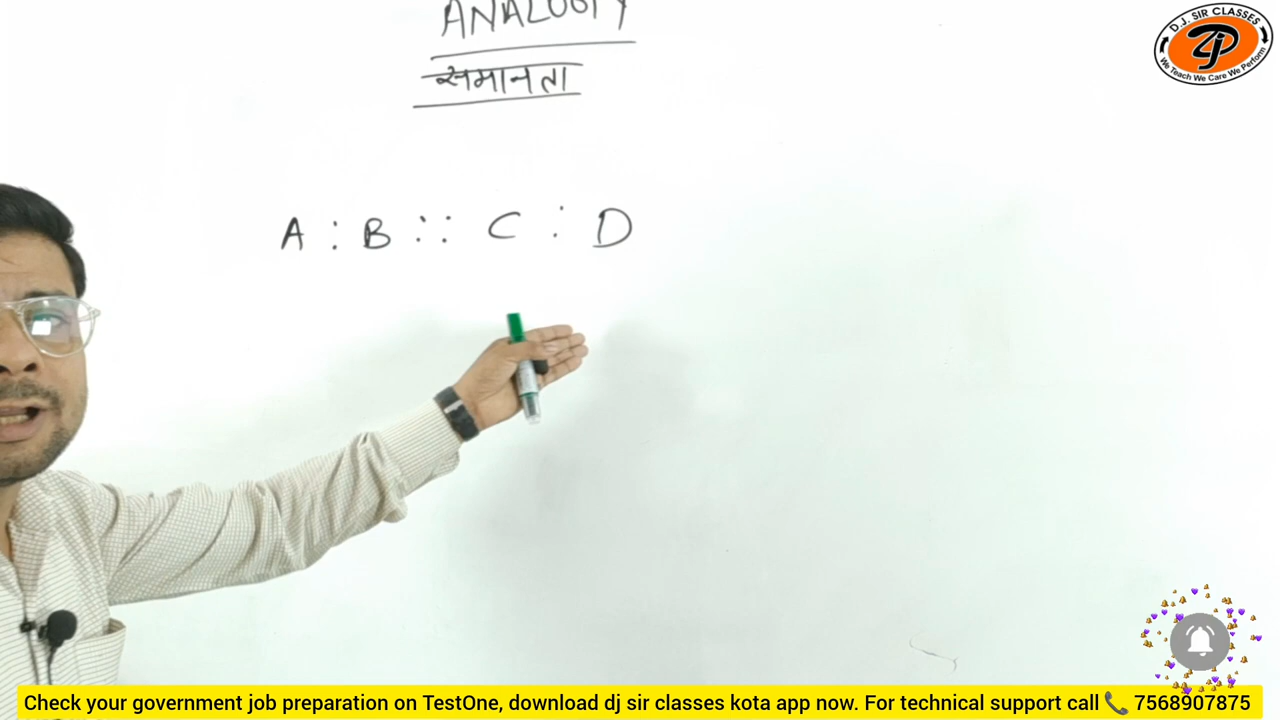 ANALOGY
समानता
A : B :: C : D
D.J. SIR CLASSES
We Teach We Care We Perform
Check your government job preparation on TestOne, download dj sir classes kota app now. For technical support call 📞 7568907875